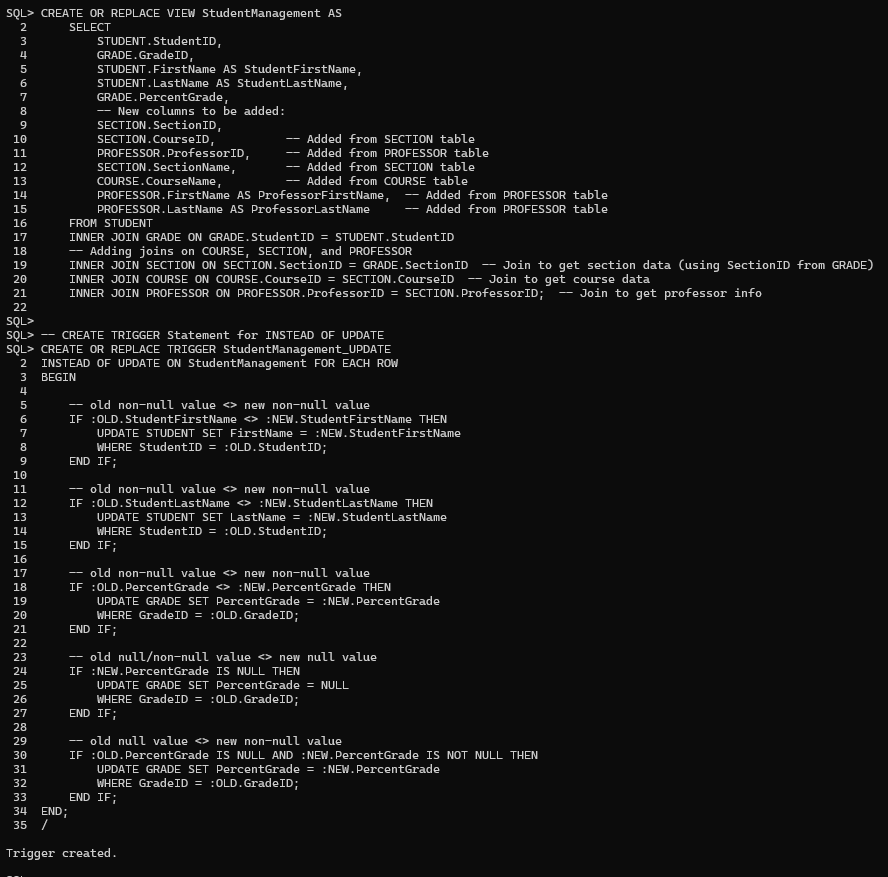 SQL> CREATE OR REPLACE VIEW StudentManagement AS
  2      SELECT
  3          STUDENT.StudentID,
  4          GRADE.GradeID,
  5          STUDENT.FirstName AS StudentFirstName,
  6          STUDENT.LastName AS StudentLastName,
  7          GRADE.PercentGrade,
  8          -- New columns to be added:
  9          SECTION.SectionID,
 10          SECTION.CourseID,          -- Added from SECTION table
 11          PROFESSOR.ProfessorID,     -- Added from PROFESSOR table
 12          SECTION.SectionName,       -- Added from SECTION table
 13          COURSE.CourseName,         -- Added from COURSE table
 14          PROFESSOR.FirstName AS ProfessorFirstName,  -- Added from PROFESSOR table
 15          PROFESSOR.LastName AS ProfessorLastName     -- Added from PROFESSOR table
 16      FROM STUDENT
 17      INNER JOIN GRADE ON GRADE.StudentID = STUDENT.StudentID
 18      -- Adding joins on COURSE, SECTION, and PROFESSOR
 19      INNER JOIN SECTION ON SECTION.SectionID = GRADE.SectionID  -- Join to get section data (using SectionID from GRADE)
 20      INNER JOIN COURSE ON COURSE.CourseID = SECTION.CourseID  -- Join to get course data
 21      INNER JOIN PROFESSOR ON PROFESSOR.ProfessorID = SECTION.ProfessorID;  -- Join to get professor info
 22
SQL>
SQL> -- CREATE TRIGGER Statement for INSTEAD OF UPDATE
SQL> CREATE OR REPLACE TRIGGER StudentManagement_UPDATE
  2  INSTEAD OF UPDATE ON StudentManagement FOR EACH ROW
  3  BEGIN
  4
  5      -- old non-null value <> new non-null value
  6      IF :OLD.StudentFirstName <> :NEW.StudentFirstName THEN
  7          UPDATE STUDENT SET FirstName = :NEW.StudentFirstName
  8          WHERE StudentID = :OLD.StudentID;
  9      END IF;
 10
 11      -- old non-null value <> new non-null value
 12      IF :OLD.StudentLastName <> :NEW.StudentLastName THEN
 13          UPDATE STUDENT SET LastName = :NEW.StudentLastName
 14          WHERE StudentID = :OLD.StudentID;
 15      END IF;
 16
 17      -- old non-null value <> new non-null value
 18      IF :OLD.PercentGrade <> :NEW.PercentGrade THEN
 19          UPDATE GRADE SET PercentGrade = :NEW.PercentGrade
 20          WHERE GradeID = :OLD.GradeID;
 21      END IF;
 22
 23      -- old null/non-null value <> new null value
 24      IF :NEW.PercentGrade IS NULL THEN
 25          UPDATE GRADE SET PercentGrade = NULL
 26          WHERE GradeID = :OLD.GradeID;
 27      END IF;
 28
 29      -- old null value <> new non-null value
 30      IF :OLD.PercentGrade IS NULL AND :NEW.PercentGrade IS NOT NULL THEN
 31          UPDATE GRADE SET PercentGrade = :NEW.PercentGrade
 32          WHERE GradeID = :OLD.GradeID;
 33      END IF;
 34  END;
 35  /
Trigger created.